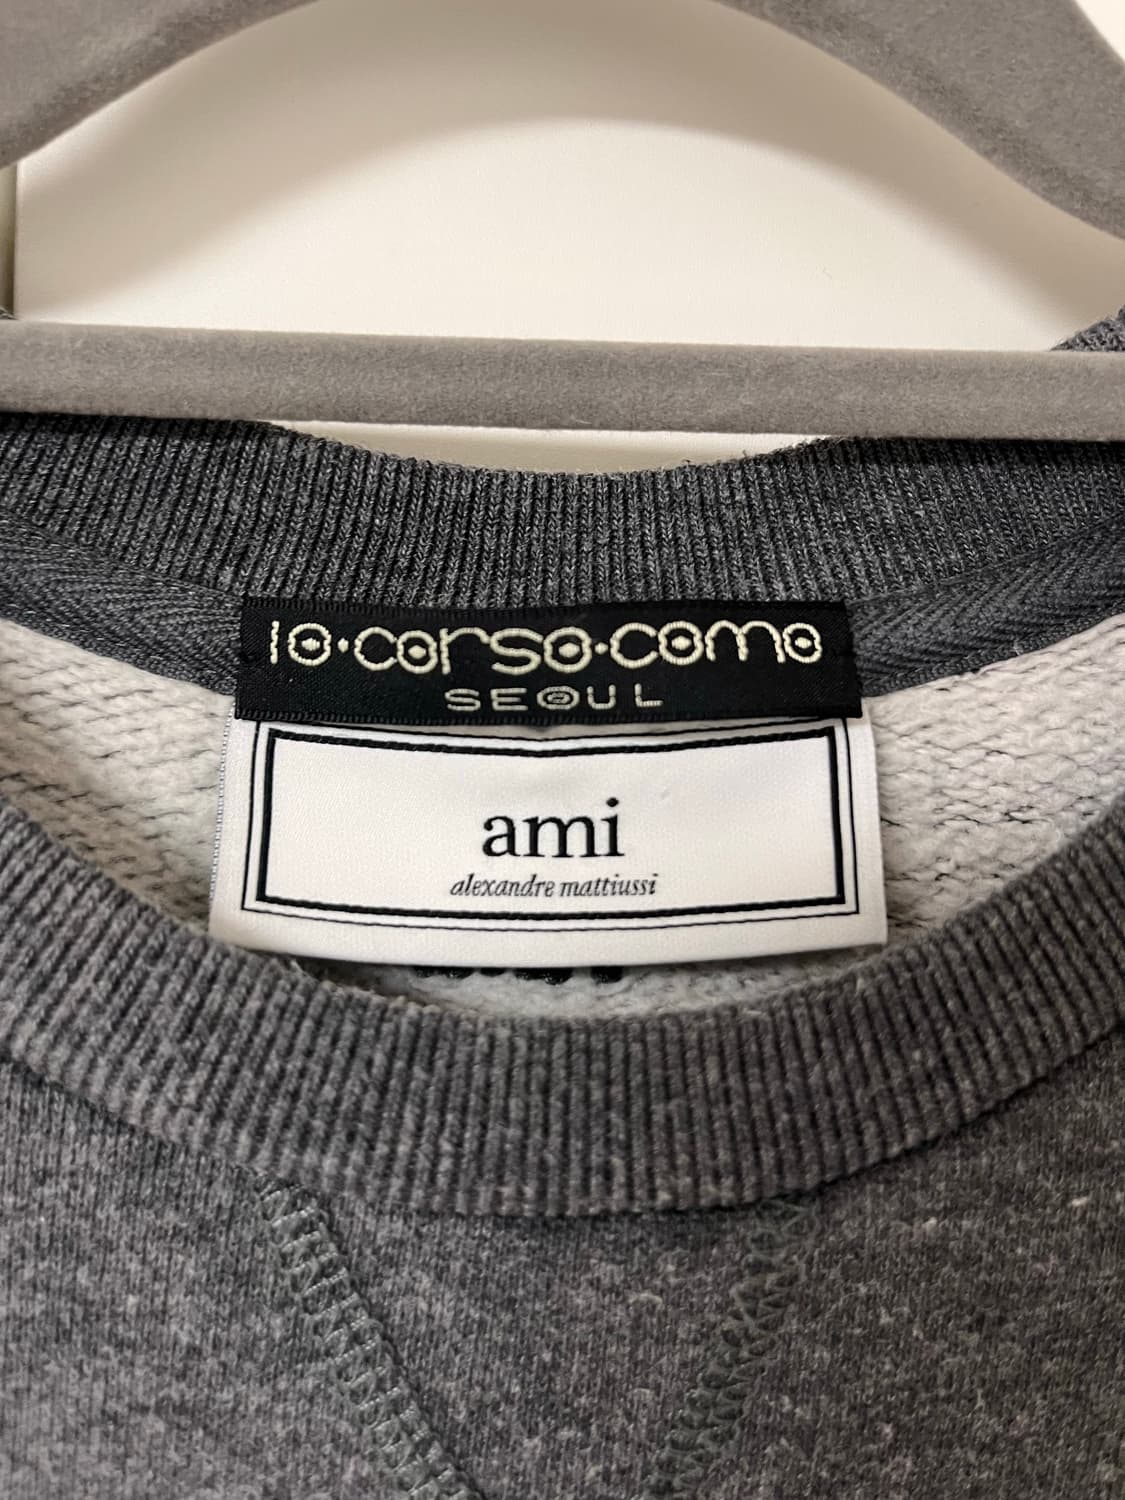 10·corso·como
SEOUL
ami
alexandre mattiussi